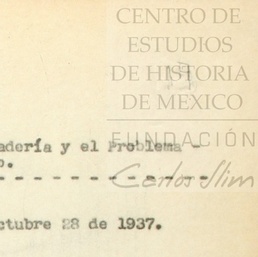 CENTRO DE
ESTUDIOS
DE HISTORIA
DE MEXICO
FUNDACIÓN
Carlos Slim
adería y el Problema -
o.
- - - - - - - - - - - - - -
ctubre 28 de 1937.